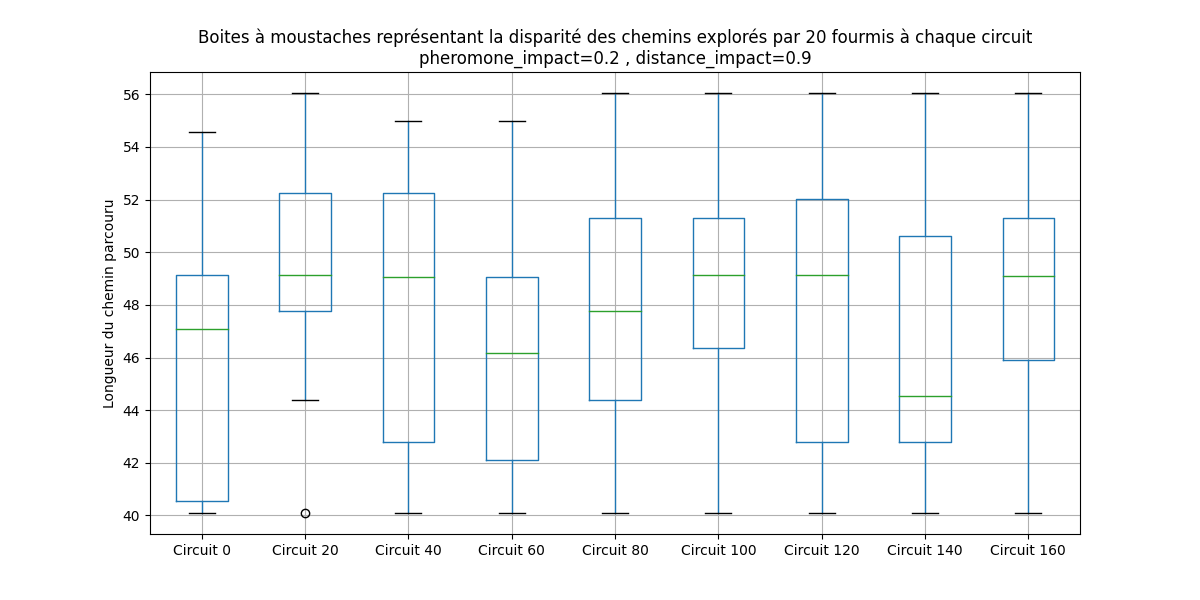 Boites à moustaches représentant la disparité des chemins explorés par 20 fourmis à chaque circuit
pheromone_impact=0.2 , distance_impact=0.9
56
54
52
50
48
46
44
42
40
Longueur du chemin parcouru
Circuit 0 Circuit 20 Circuit 40 Circuit 60 Circuit 80 Circuit 100 Circuit 120 Circuit 140 Circuit 160